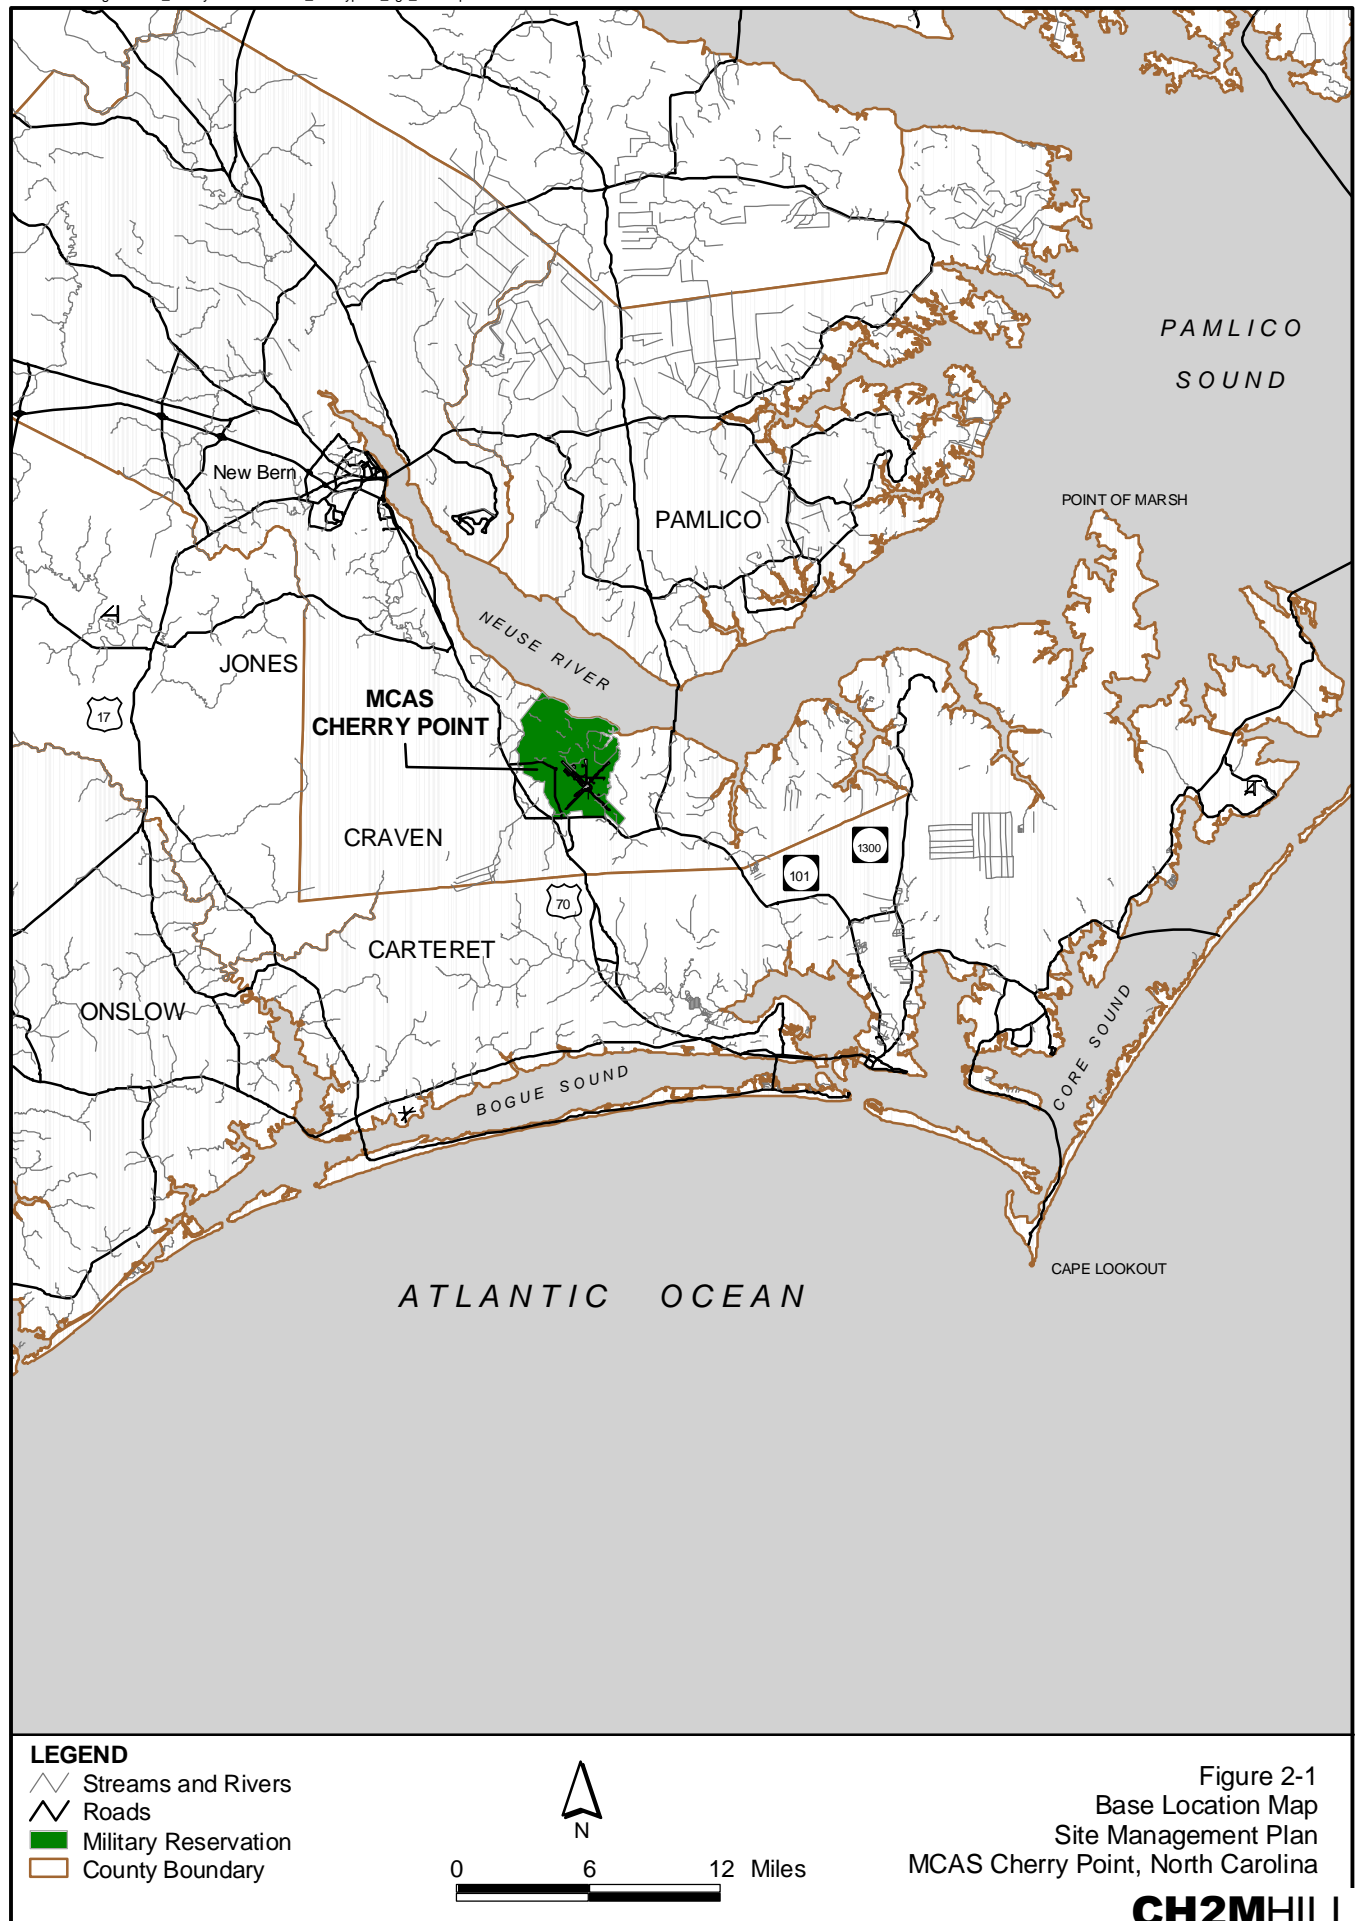 PAMLICO
SOUND
New Bern
POINT OF MARSH
PAMLICO
NEUSE RIVER
JONES
MCAS
CHERRY POINT
17
CRAVEN
1300
101
70
CARTERET
ONSLOW
CORE SOUND
BOGUE SOUND
CAPE LOOKOUT
ATLANTIC OCEAN
LEGEND
Streams and Rivers
Roads
Military Reservation
County Boundary
N
0 6 12 Miles
Figure 2-1
Base Location Map
Site Management Plan
MCAS Cherry Point, North Carolina
CH2MHILL